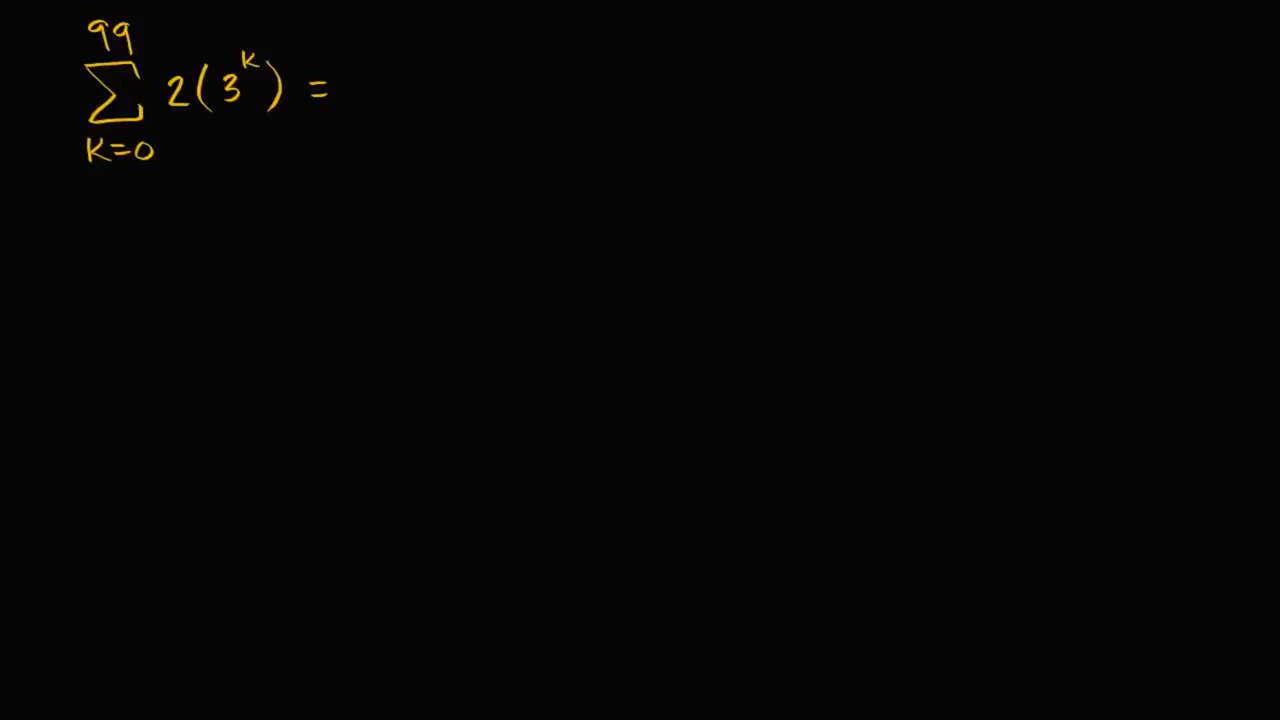 99
∑ 2(3^k) =
K=0